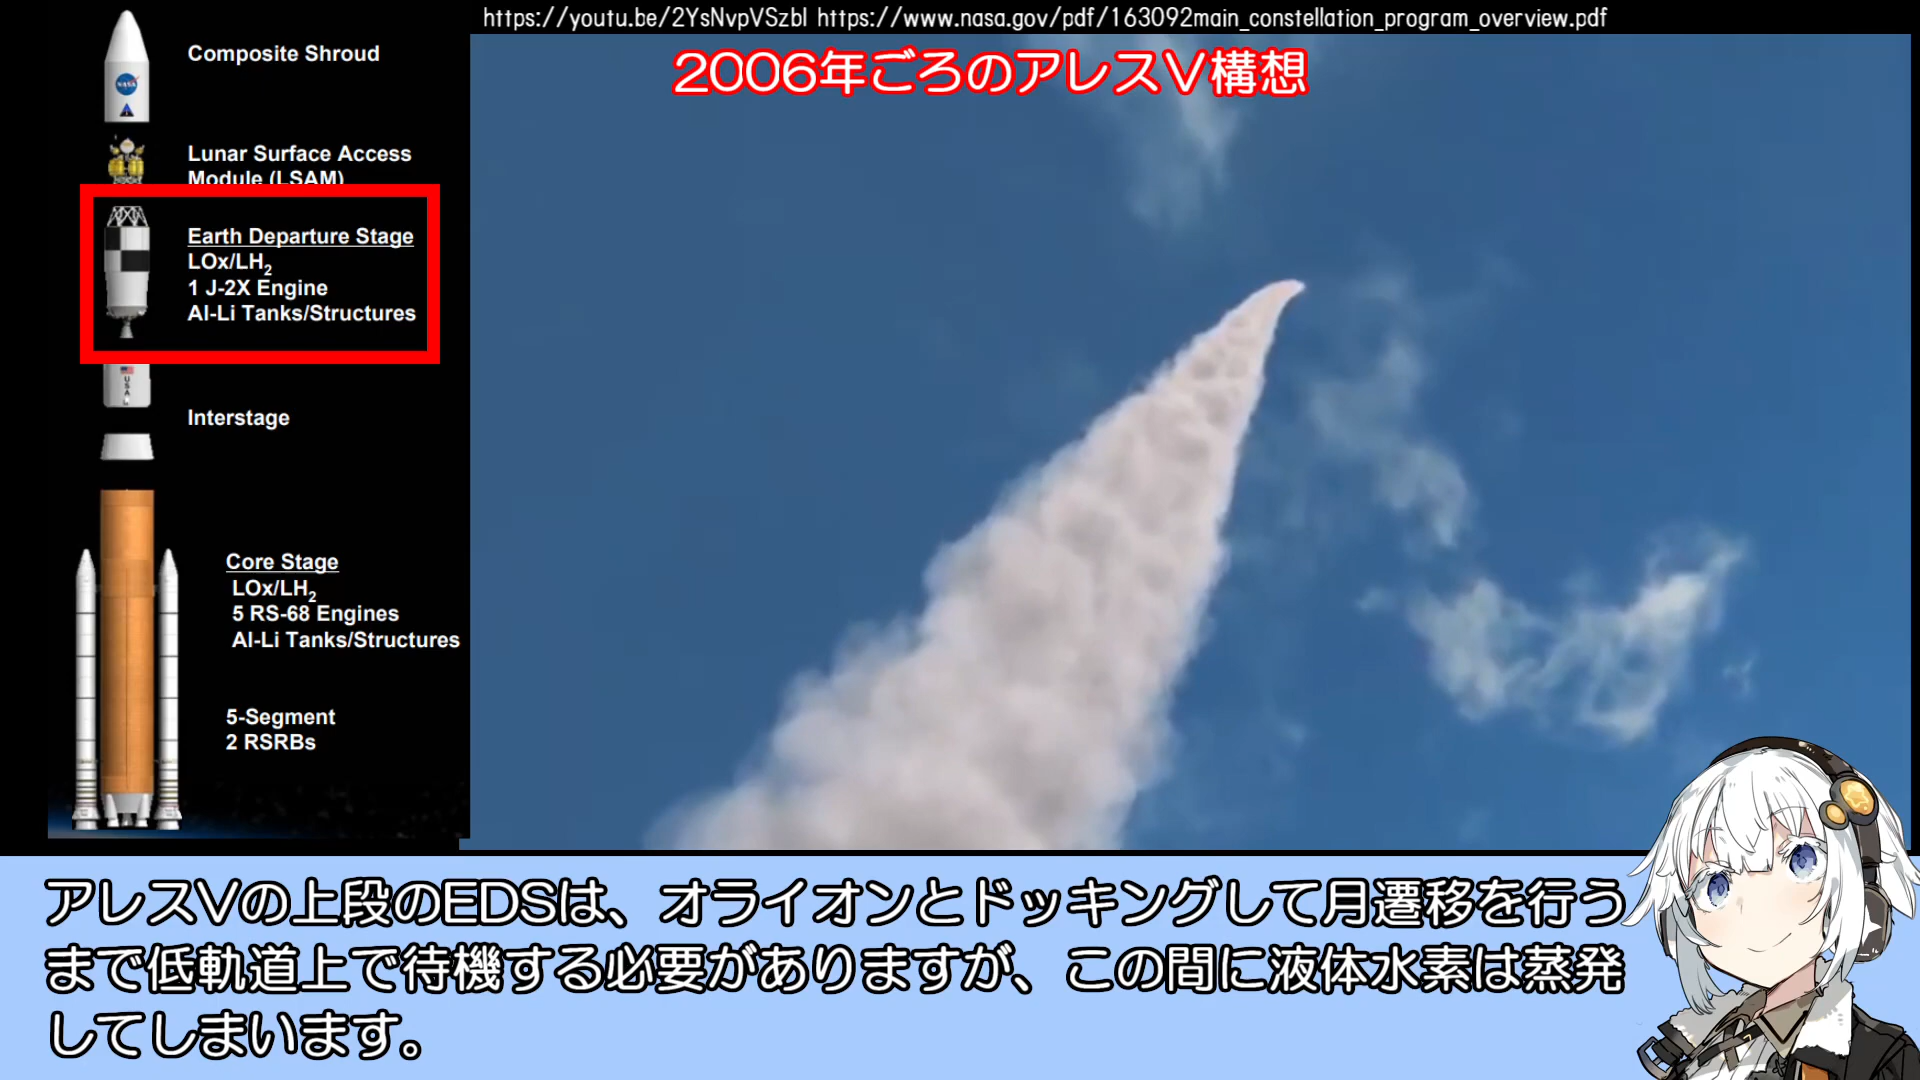 https://youtu.be/2YsNvpVSzbI https://www.nasa.gov/pdf/163092main_constellation_program_overview.pdf
2006年ごろのアレスV構想
Composite Shroud
NASA
Lunar Surface Access
Module (LSAM)
Earth Departure Stage
LOx/LH2
1 J-2X Engine
Al-Li Tanks/Structures
USA
Interstage
Core Stage
LOx/LH2
5 RS-68 Engines
Al-Li Tanks/Structures
5-Segment
2 RSRBs
アレスVの上段のEDSは、オライオンとドッキングして月遷移を行う
まで低軌道上で待機する必要がありますが、この間に液体水素は蒸発
してしまいます。